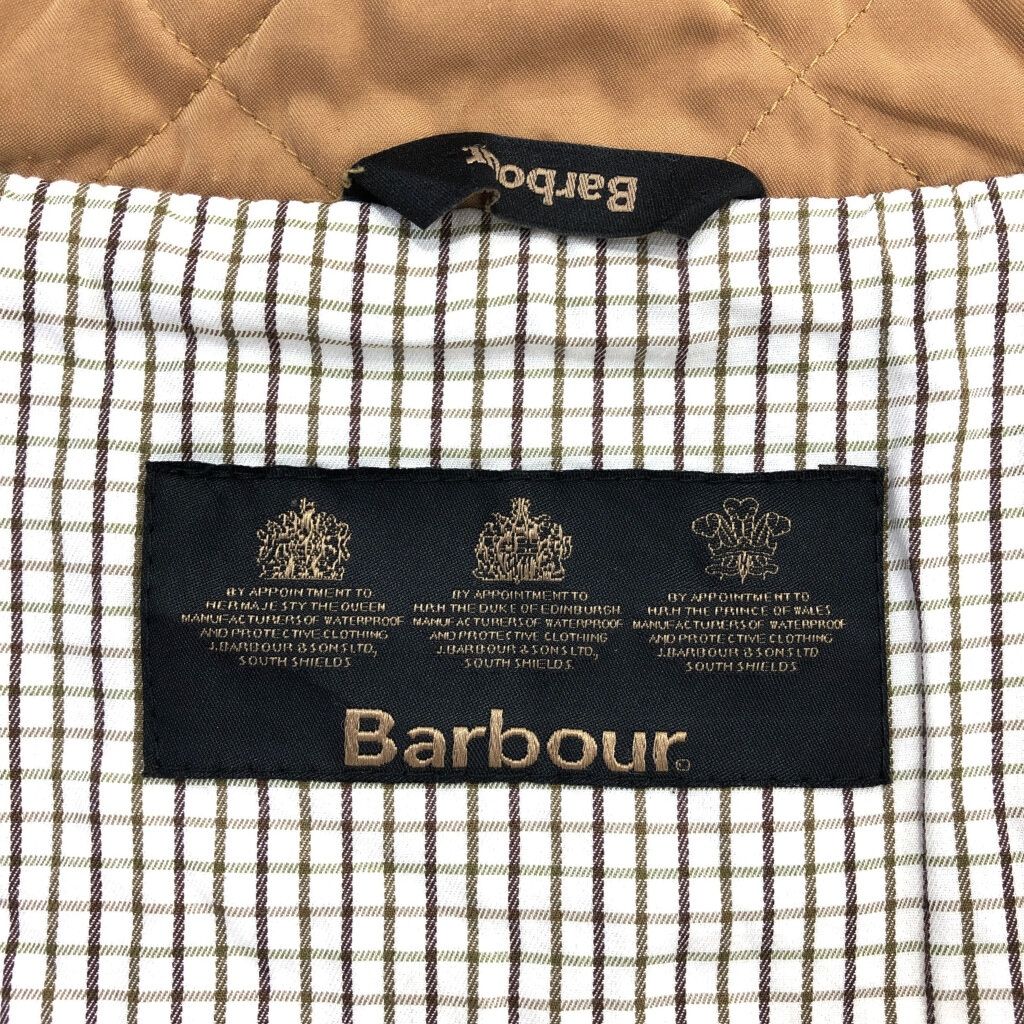 Barbour
BY APPOINTMENT TO
HER MAJESTY THE QUEEN
MANUFACTURERS OF WATERPROOF
AND PROTECTIVE CLOTHING
J.BARBOUR & SONS LTD,
SOUTH SHIELDS
BY APPOINTMENT TO
H.R.H THE DUKE OF EDINBURGH
MANUFACTURERS OF WATERPROOF
AND PROTECTIVE CLOTHING
J.BARBOUR & SONS LTD,
SOUTH SHIELDS.
BY APPOINTMENT TO
H.R.H THE PRINCE OF WALES
MANUFACTURERS OF WATERPROOF
AND PROTECTIVE CLOTHING
J.BARBOUR & SONS LTD
SOUTH SHIELDS
Barbour